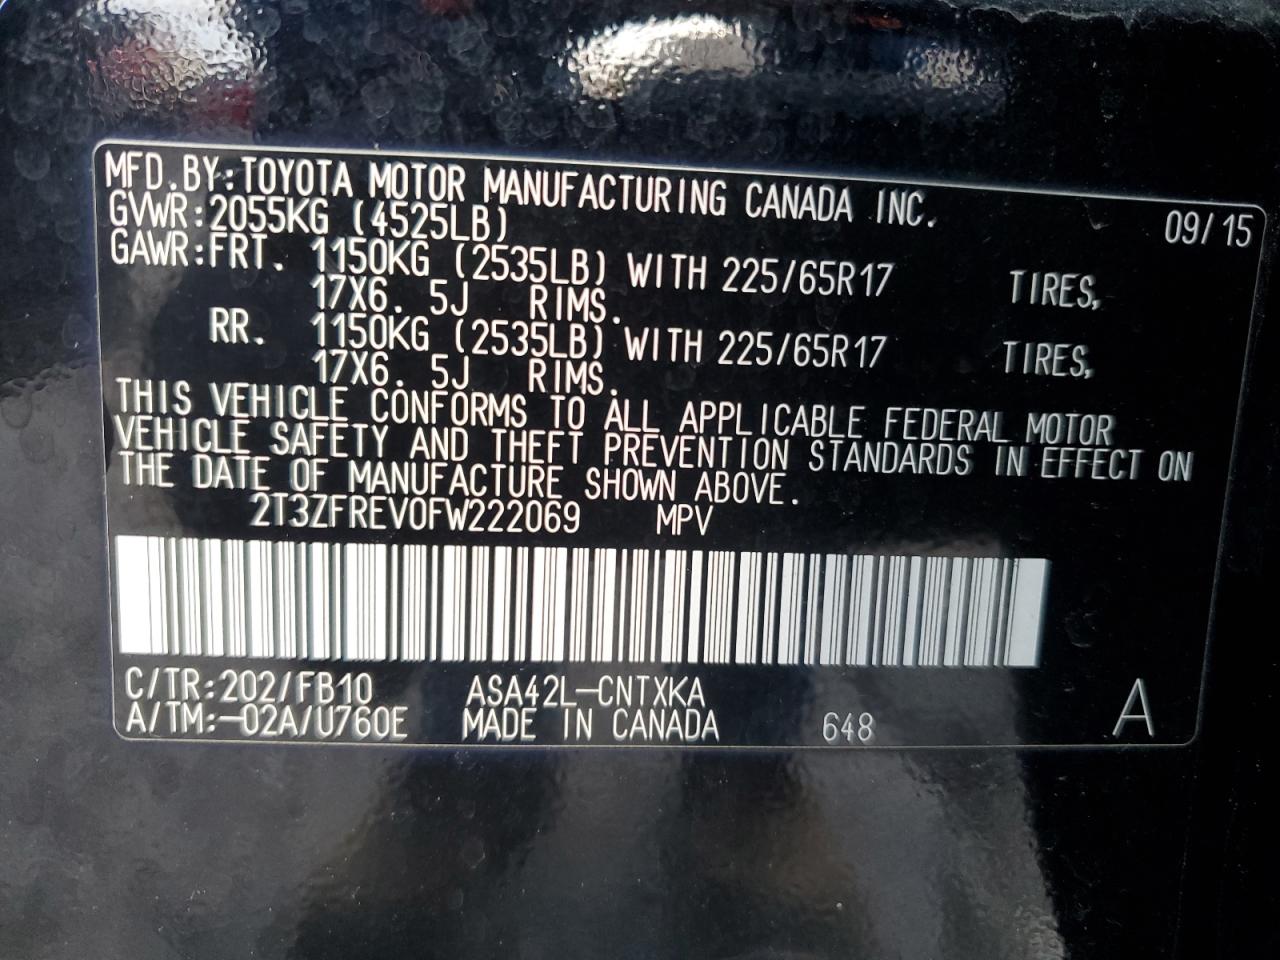 MFD.BY:TOYOTA MOTOR MANUFACTURING CANADA INC. 09/15
GVWR:2055KG (4525LB)
GAWR:FRT. 1150KG (2535LB) WITH 225/65R17 TIRES,
17X6. 5J RIMS.
RR. 1150KG (2535LB) WITH 225/65R17 TIRES,
17X6. 5J RIMS.
THIS VEHICLE CONFORMS TO ALL APPLICABLE FEDERAL MOTOR
VEHICLE SAFETY AND THEFT PREVENTION STANDARDS IN EFFECT ON
THE DATE OF MANUFACTURE SHOWN ABOVE.
2T3ZFREV0FW222069 MPV
C/TR:202/FB10 ASA42L-CNTXKA
A/TM:-02A/U760E MADE IN CANADA 648 A